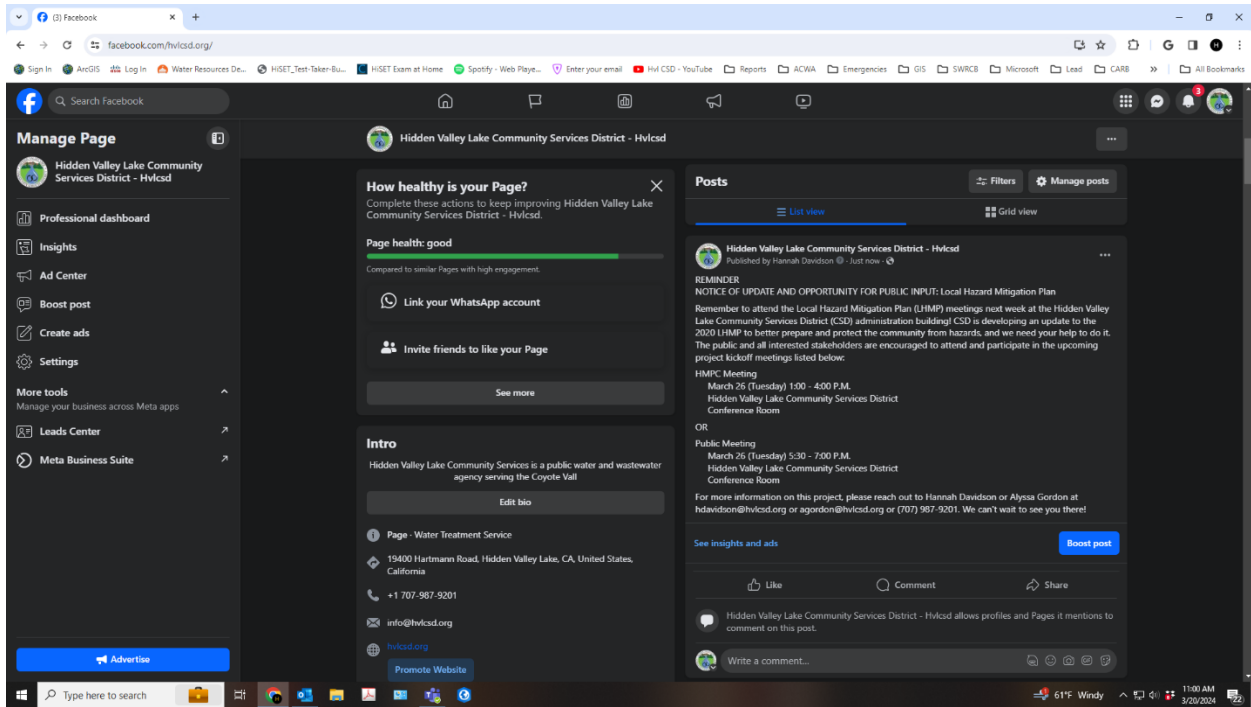 (3) Facebook
facebook.com/hvlcsd.org/
Sign In
ArcGIS
Log In
Water Resources De...
HiSET_Test-Taker-Bu...
HiSET Exam at Home
Spotify - Web Playe...
Enter your email
Hvl CSD - YouTube
Reports
ACWA
Emergencies
GIS
SWRCB
Microsoft
Lead
CARB
All Bookmarks
Search Facebook
3
Manage Page
Hidden Valley Lake Community
Services District - Hvlcsd
Professional dashboard
Insights
Ad Center
Boost post
Create ads
Settings
More tools
Manage your business across Meta apps
Leads Center
Meta Business Suite
Advertise
Hidden Valley Lake Community Services District - Hvlcsd
How healthy is your Page?
Complete these actions to keep improving Hidden Valley Lake
Community Services District - Hvlcsd.
Page health: good
Compared to similar Pages with high engagement.
Link your WhatsApp account
Invite friends to like your Page
See more
Intro
Hidden Valley Lake Community Services is a public water and wastewater
agency serving the Coyote Vall
Edit bio
Page · Water Treatment Service
19400 Hartmann Road, Hidden Valley Lake, CA, United States,
California
+1 707-987-9201
info@hvlcsd.org
hvlcsd.org
Promote Website
Posts
Filters
Manage posts
List view
Grid view
Hidden Valley Lake Community Services District - Hvlcsd
Published by Hannah Davidson · Just now ·
REMINDER
NOTICE OF UPDATE AND OPPORTUNITY FOR PUBLIC INPUT: Local Hazard Mitigation Plan
Remember to attend the Local Hazard Mitigation Plan (LHMP) meetings next week at the Hidden Valley
Lake Community Services District (CSD) administration building! CSD is developing an update to the
2020 LHMP to better prepare and protect the community from hazards, and we need your help to do it.
The public and all interested stakeholders are encouraged to attend and participate in the upcoming
project kickoff meetings listed below:
HMPC Meeting
March 26 (Tuesday) 1:00 - 4:00 P.M.
Hidden Valley Lake Community Services District
Conference Room
OR
Public Meeting
March 26 (Tuesday) 5:30 - 7:00 P.M.
Hidden Valley Lake Community Services District
Conference Room
For more information on this project, please reach out to Hannah Davidson or Alyssa Gordon at
hdavidson@hvlcsd.org or agordon@hvlcsd.org or (707) 987-9201. We can't wait to see you there!
See insights and ads
Boost post
Like
Comment
Share
Hidden Valley Lake Community Services District - Hvlcsd allows profiles and Pages it mentions to
comment on this post.
Write a comment...
Type here to search
61°F Windy
11:00 AM
3/20/2024
22